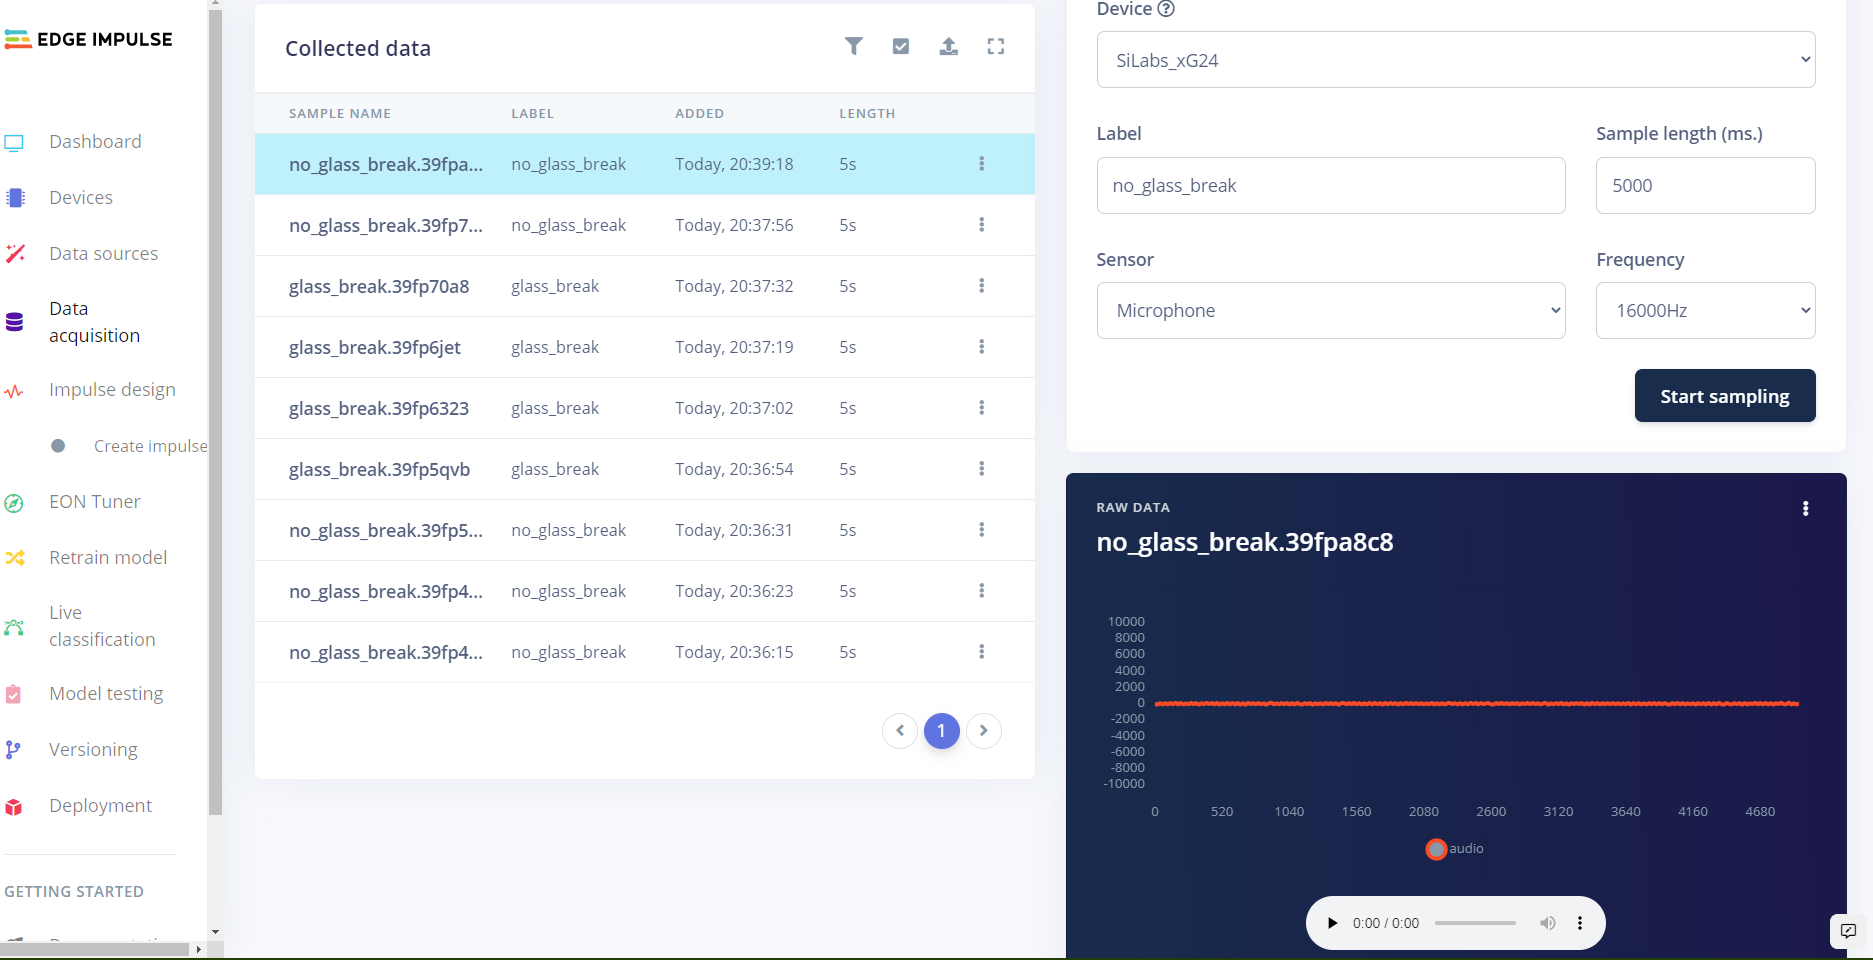 EDGE IMPULSE
Dashboard
Devices
Data sources
Data
acquisition
Impulse design
Create impulse
EON Tuner
Retrain model
Live
classification
Model testing
Versioning
Deployment
GETTING STARTED
Collected data
SAMPLE NAME LABEL ADDED LENGTH
no_glass_break.39fpa... no_glass_break Today, 20:39:18 5s
no_glass_break.39fp7... no_glass_break Today, 20:37:56 5s
glass_break.39fp70a8 glass_break Today, 20:37:32 5s
glass_break.39fp6jet glass_break Today, 20:37:19 5s
glass_break.39fp6323 glass_break Today, 20:37:02 5s
glass_break.39fp5qvb glass_break Today, 20:36:54 5s
no_glass_break.39fp5... no_glass_break Today, 20:36:31 5s
no_glass_break.39fp4... no_glass_break Today, 20:36:23 5s
no_glass_break.39fp4... no_glass_break Today, 20:36:15 5s
1
Device ?
SiLabs_xG24
Label Sample length (ms.)
no_glass_break 5000
Sensor Frequency
Microphone 16000Hz
Start sampling
RAW DATA
no_glass_break.39fpa8c8
10000
8000
6000
4000
2000
0
-2000
-4000
-6000
-8000
-10000
0 520 1040 1560 2080 2600 3120 3640 4160 4680
audio
0:00 / 0:00